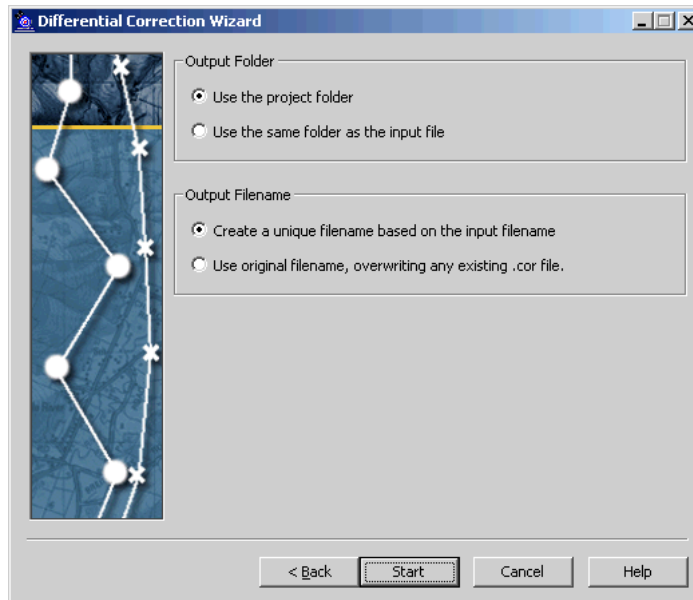 Differential Correction Wizard
Output Folder
Use the project folder
Use the same folder as the input file
Output Filename
Create a unique filename based on the input filename
Use original filename, overwriting any existing .cor file.
< Back
Start
Cancel
Help